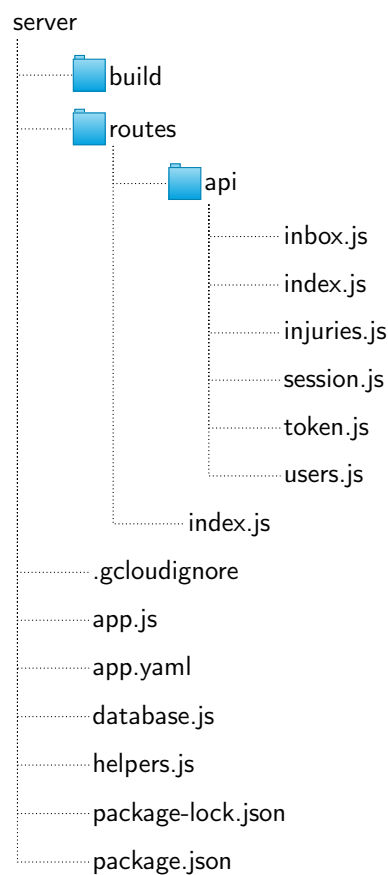 server
build
routes
api
inbox.js
index.js
injuries.js
session.js
token.js
users.js
index.js
.gcloudignore
app.js
app.yaml
database.js
helpers.js
package-lock.json
package.json